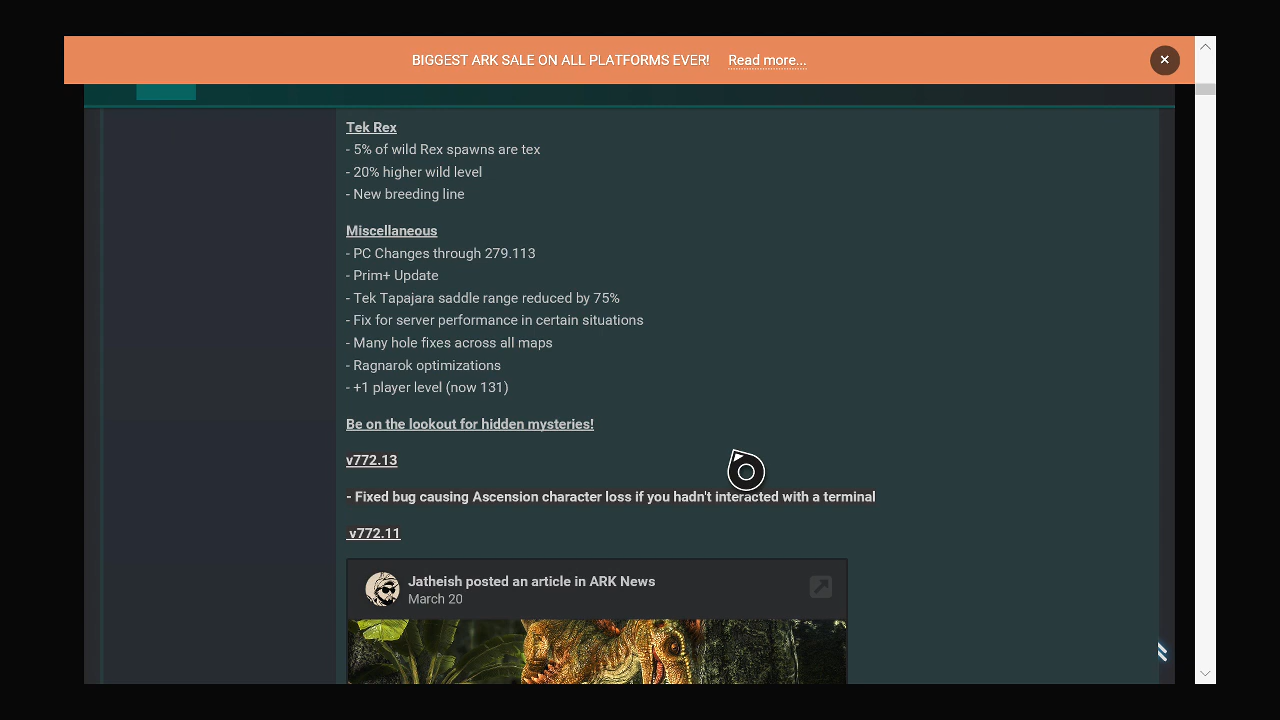 BIGGEST ARK SALE ON ALL PLATFORMS EVER! Read more...
Tek Rex
- 5% of wild Rex spawns are tex
- 20% higher wild level
- New breeding line
Miscellaneous
- PC Changes through 279.113
- Prim+ Update
- Tek Tapajara saddle range reduced by 75%
- Fix for server performance in certain situations
- Many hole fixes across all maps
- Ragnarok optimizations
- +1 player level (now 131)
Be on the lookout for hidden mysteries!
v772.13
- Fixed bug causing Ascension character loss if you hadn't interacted with a terminal
v772.11
Jatheish posted an article in ARK News
March 20